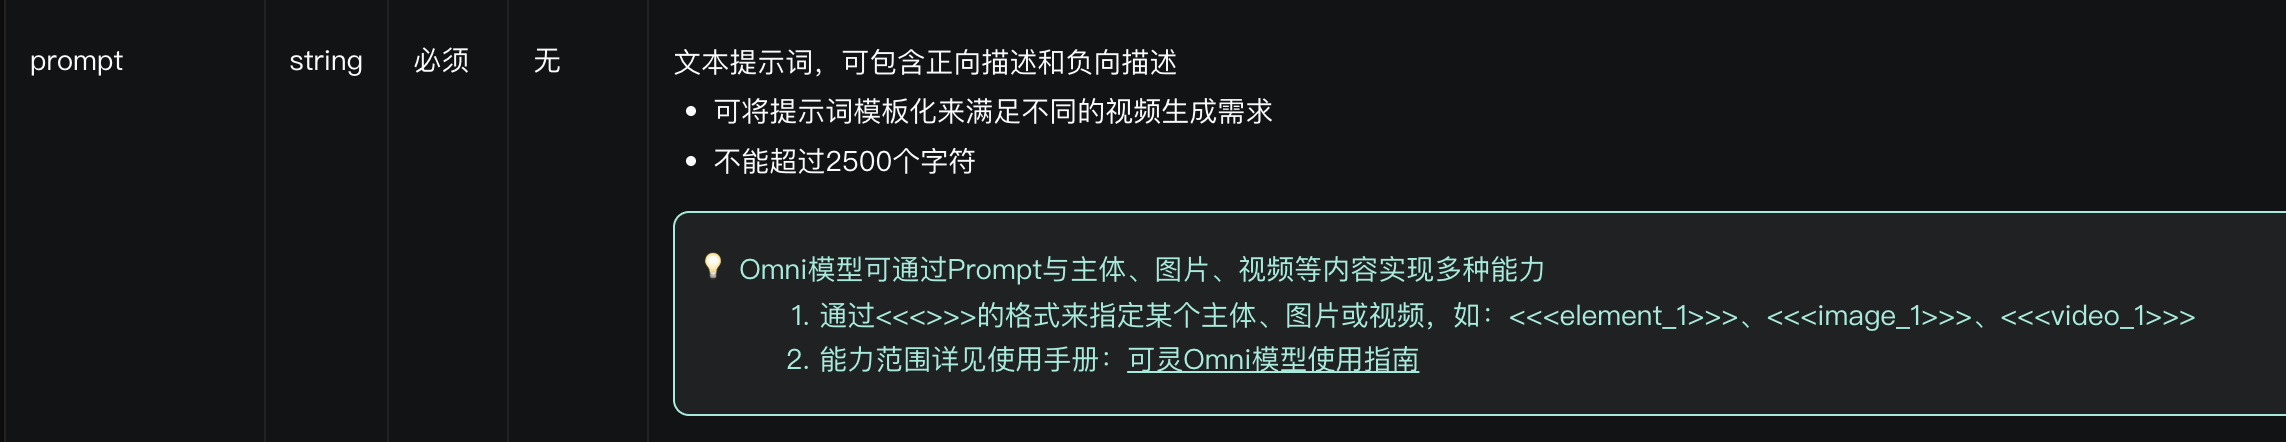 prompt
string
必须
无
文本提示词，可包含正向描述和负向描述
• 可将提示词模板化来满足不同的视频生成需求
• 不能超过2500个字符
💡 Omni模型可通过Prompt与主体、图片、视频等内容实现多种能力
1. 通过<<<>>>的格式来指定某个主体、图片或视频，如：<<<element_1>>>、<<<image_1>>>、<<<video_1>>>
2. 能力范围详见使用手册：可灵Omni模型使用指南